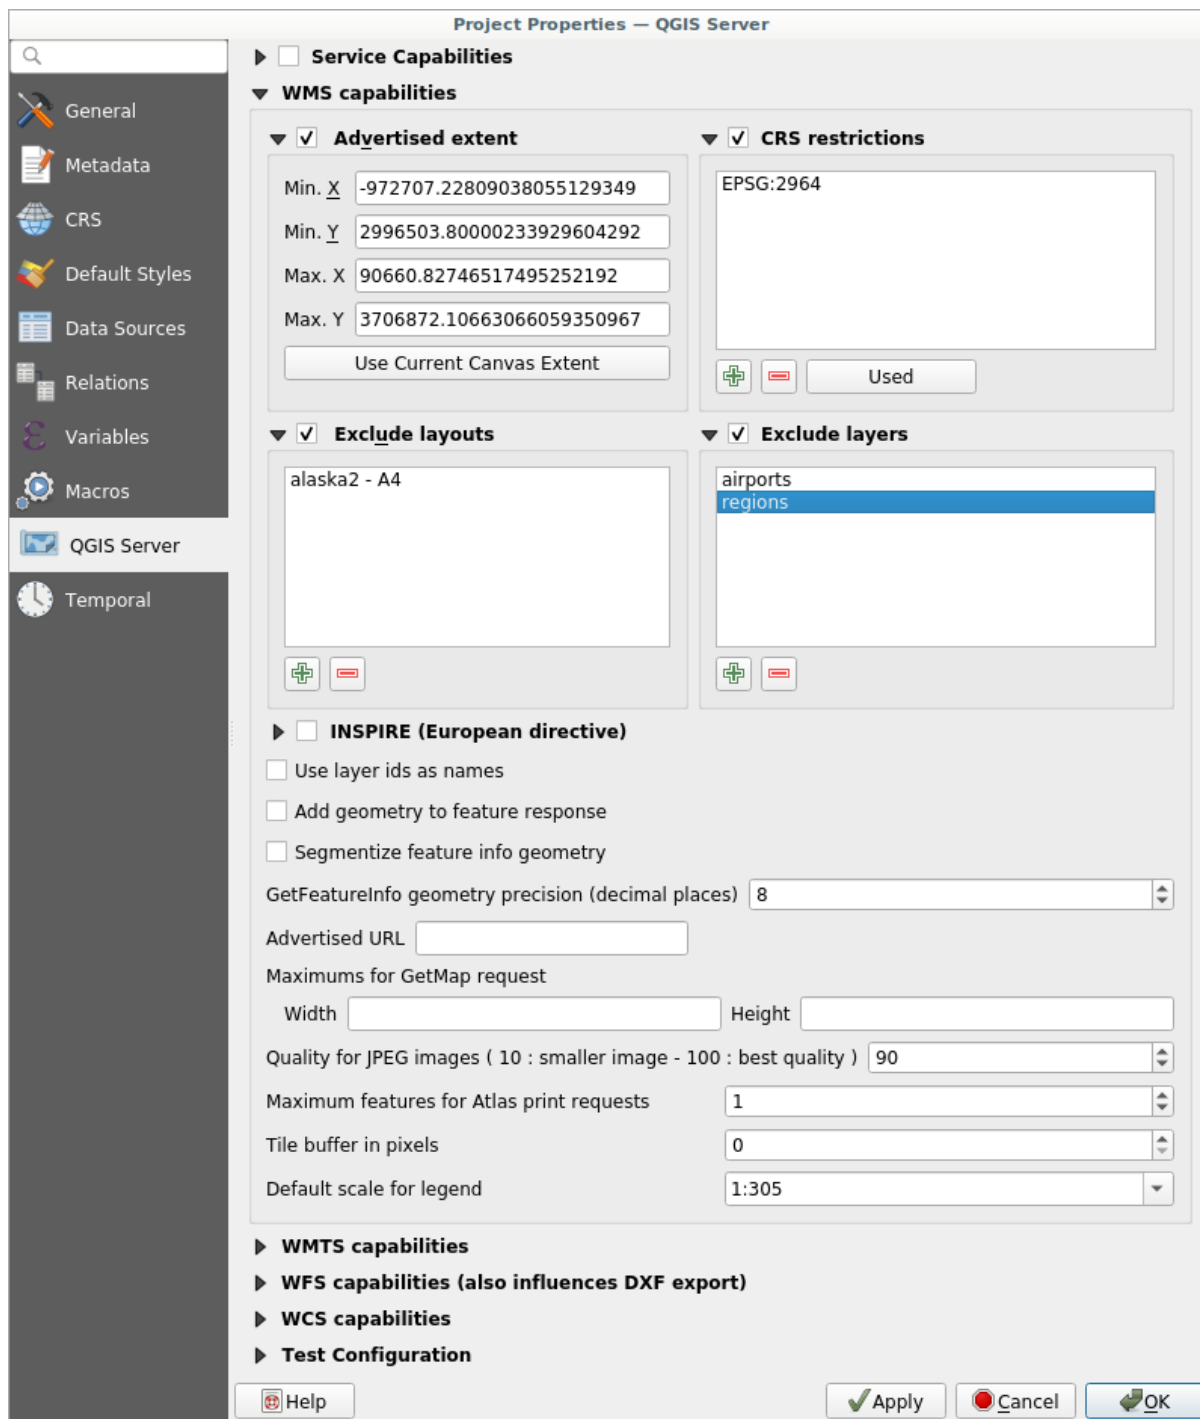 Project Properties — QGIS Server
General
Metadata
CRS
Default Styles
Data Sources
Relations
Variables
Macros
QGIS Server
Temporal
Service Capabilities
WMS capabilities
Advertised extent
Min. X -972707.22809038055129349
Min. Y 2996503.80000233929604292
Max. X 90660.82746517495252192
Max. Y 3706872.10663066059350967
Use Current Canvas Extent
CRS restrictions
EPSG:2964
Used
Exclude layouts
alaska2 - A4
Exclude layers
airports
regions
INSPIRE (European directive)
Use layer ids as names
Add geometry to feature response
Segmentize feature info geometry
GetFeatureInfo geometry precision (decimal places) 8
Advertised URL
Maximums for GetMap request
Width Height
Quality for JPEG images ( 10 : smaller image - 100 : best quality ) 90
Maximum features for Atlas print requests 1
Tile buffer in pixels 0
Default scale for legend 1:305
WMTS capabilities
WFS capabilities (also influences DXF export)
WCS capabilities
Test Configuration
Help Apply Cancel OK